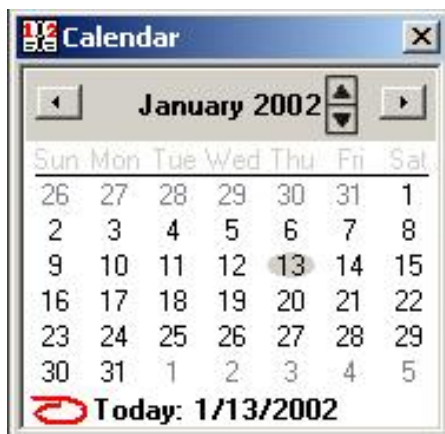 Calendar
January 2002
Sun Mon Tue Wed Thu Fri Sat
26 27 28 29 30 31 1
2 3 4 5 6 7 8
9 10 11 12 13 14 15
16 17 18 19 20 21 22
23 24 25 26 27 28 29
30 31 1 2 3 4 5
Today: 1/13/2002